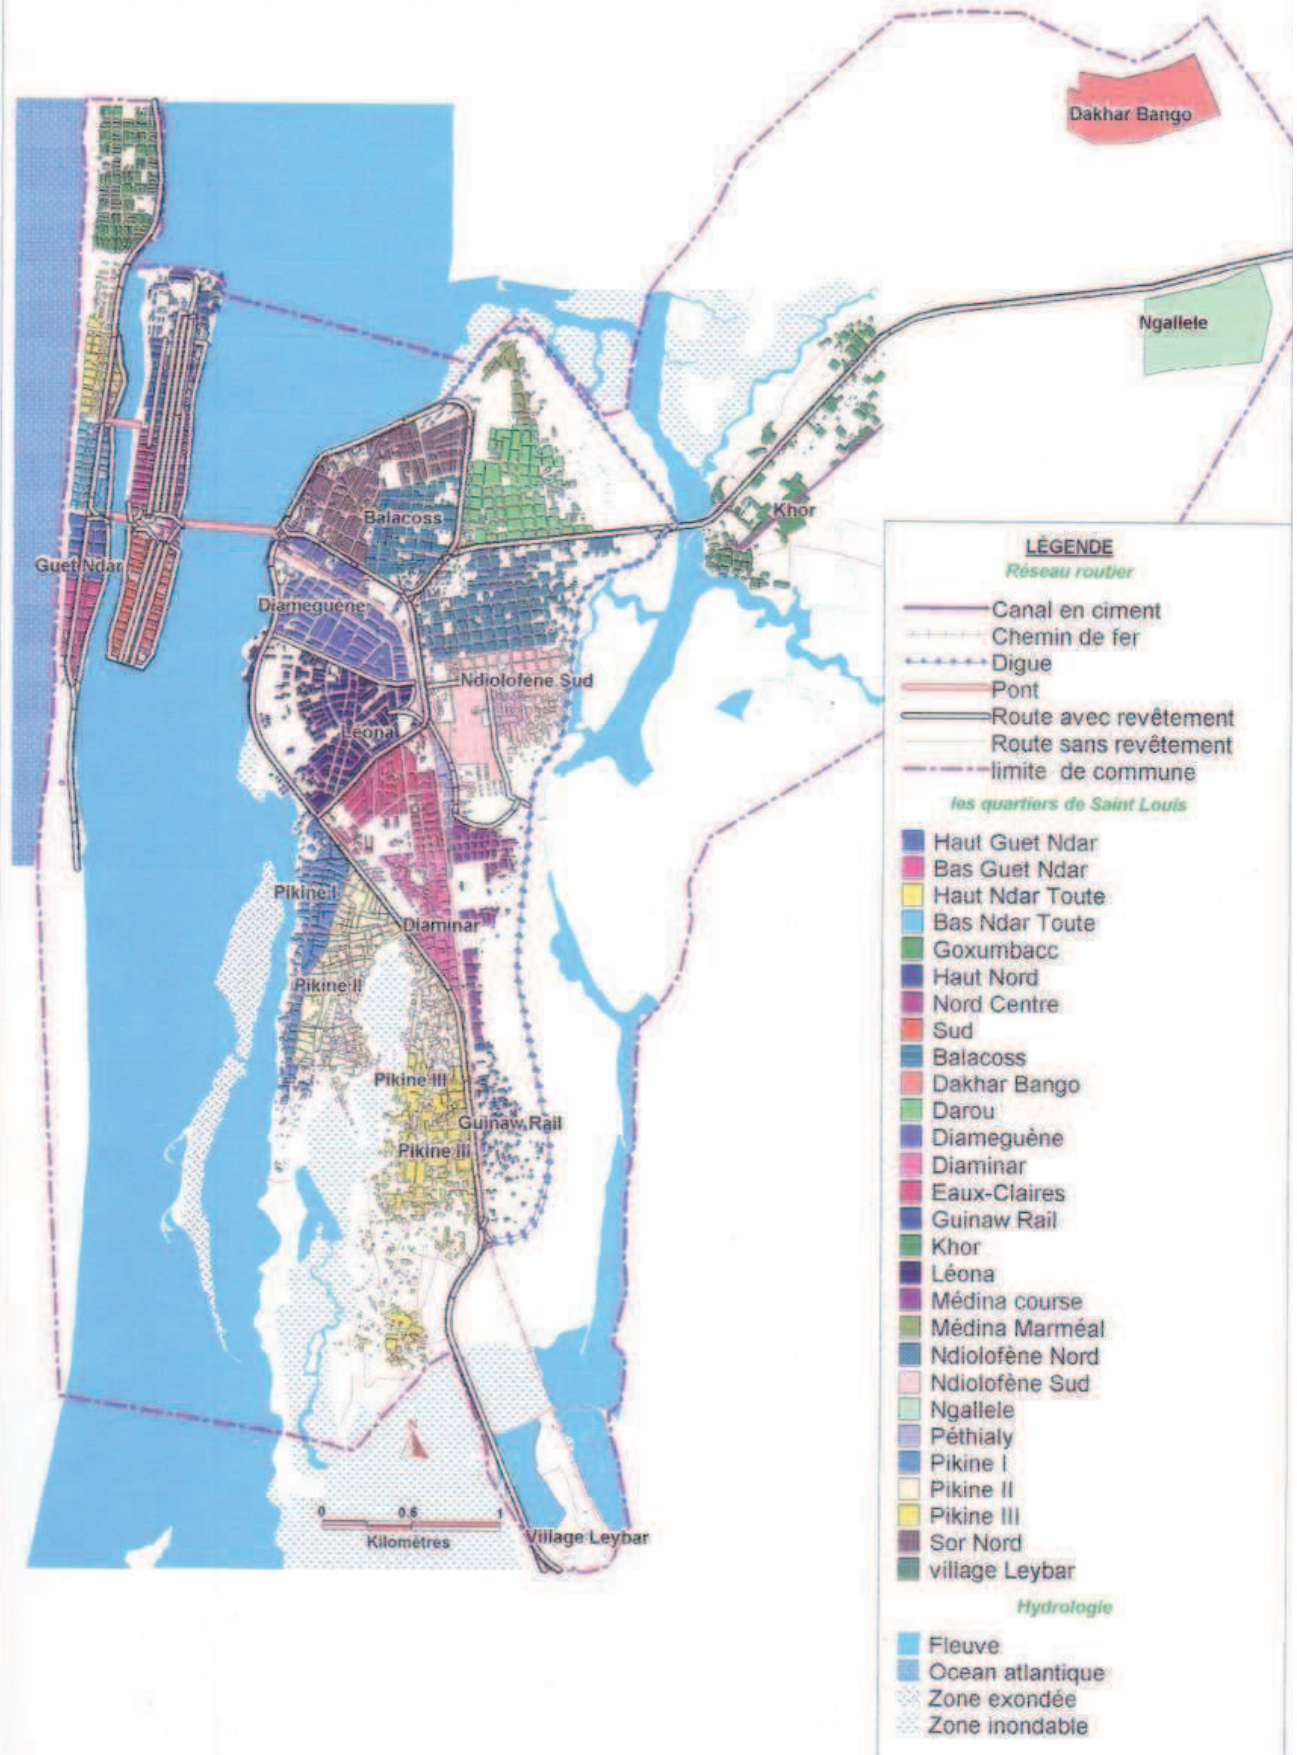 Dakhar Bango
Ngallele
Balacoss
Khor
Guet Ndar
Diameguène
Ndiolofène Sud
Léona
Pikine I
Diaminar
Pikine II
Pikine III
Guinaw Rail
Pikine III
0 0.5 1
Kilomètres
Village Leybar
LÉGENDE
Réseau routier
Canal en ciment
Chemin de fer
Digue
Pont
Route avec revêtement
Route sans revêtement
limite de commune
les quartiers de Saint Louis
Haut Guet Ndar
Bas Guet Ndar
Haut Ndar Toute
Bas Ndar Toute
Goxumbacc
Haut Nord
Nord Centre
Sud
Balacoss
Dakhar Bango
Darou
Diameguène
Diaminar
Eaux-Claires
Guinaw Rail
Khor
Léona
Médina course
Médina Marméal
Ndiolofène Nord
Ndiolofène Sud
Ngallele
Péthialy
Pikine I
Pikine II
Pikine III
Sor Nord
village Leybar
Hydrologie
Fleuve
Ocean atlantique
Zone exondée
Zone inondable